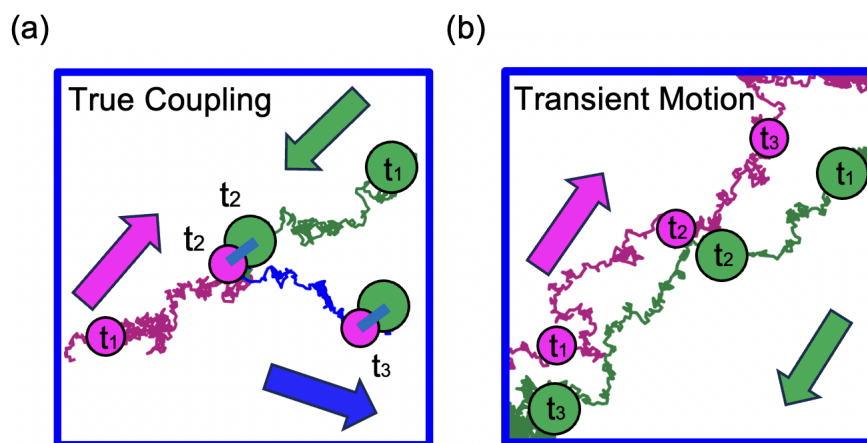 (a)
True Coupling
t₁
t₂
t₂
t₁
t₃
(b)
Transient Motion
t₃
t₁
t₂
t₂
t₁
t₃